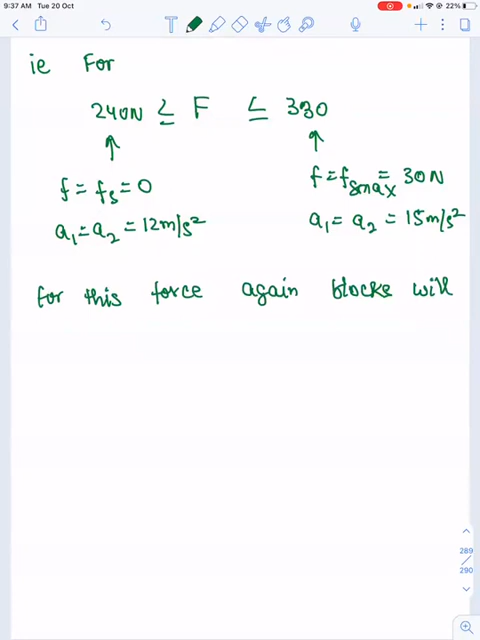 9:37 AM Tue 20 Oct 22%
ie For
240N ≤ F ≤ 330
↑ ↑
f = fs = 0
f = fsmax = 30N
a1 = a2 = 12m/s²
a1 = a2 = 15m/s²
for this force again blocks will
289
/
290